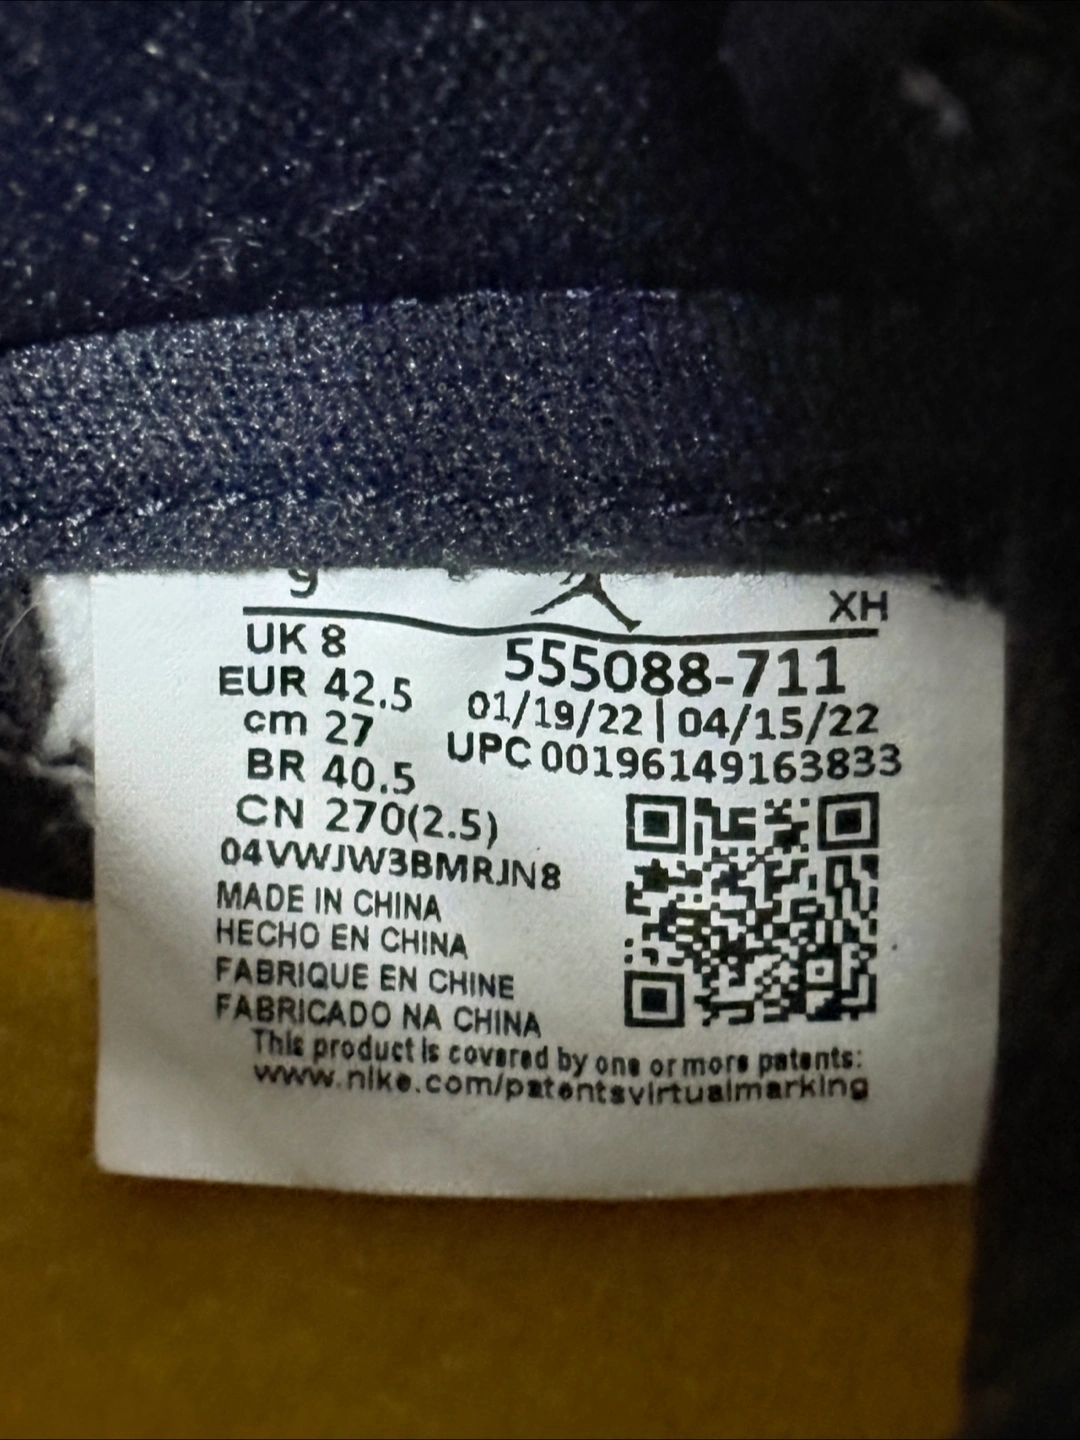 9
XH
UK 8
555088-711
EUR 42.5
01/19/22 | 04/15/22
cm 27
UPC 00196149163833
BR 40.5
CN 270(2.5)
04VWJW3BMRJN8
MADE IN CHINA
HECHO EN CHINA
FABRIQUE EN CHINE
FABRICADO NA CHINA
This product is covered by one or more patents:
www.nike.com/patentsvirtualmarking